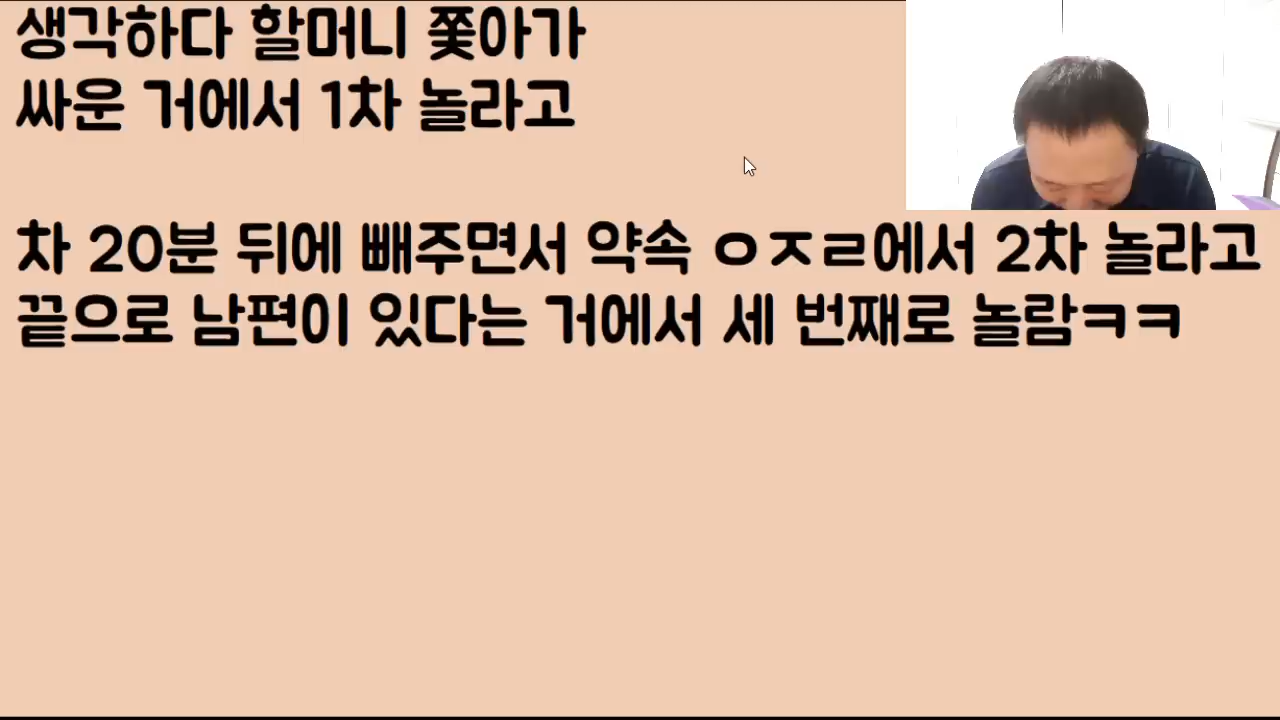 생각하다 할머니 쫓아가
싸운 거에서 1차 놀라고
차 20분 뒤에 빼주면서 약속 ㅇㅈㄹ에서 2차 놀라고
끝으로 남편이 있다는 거에서 세 번째로 놀람ㅋㅋ